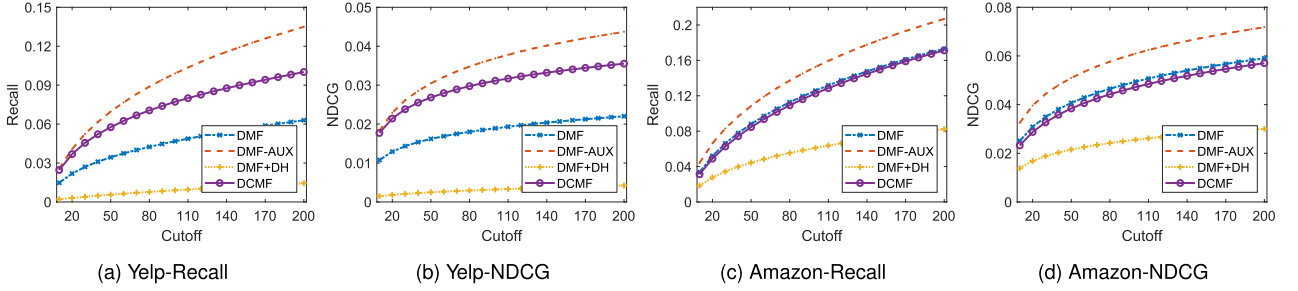 0.15
0.12
0.09
0.06
0.03
0
Recall
20 50 80 110 140 170 200
Cutoff
DMF
DMF-AUX
DMF+DH
DCMF
(a) Yelp-Recall
0.05
0.04
0.03
0.02
0.01
0
NDCG
20 50 80 110 140 170 200
Cutoff
DMF
DMF-AUX
DMF+DH
DCMF
(b) Yelp-NDCG
0.2
0.16
0.12
0.08
0.04
0
Recall
20 50 80 110 140 170 200
Cutoff
DMF
DMF-AUX
DMF+DH
DCMF
(c) Amazon-Recall
0.08
0.06
0.04
0.02
0
NDCG
20 50 80 110 140 170 200
Cutoff
DMF
DMF-AUX
DMF+DH
DCMF
(d) Amazon-NDCG